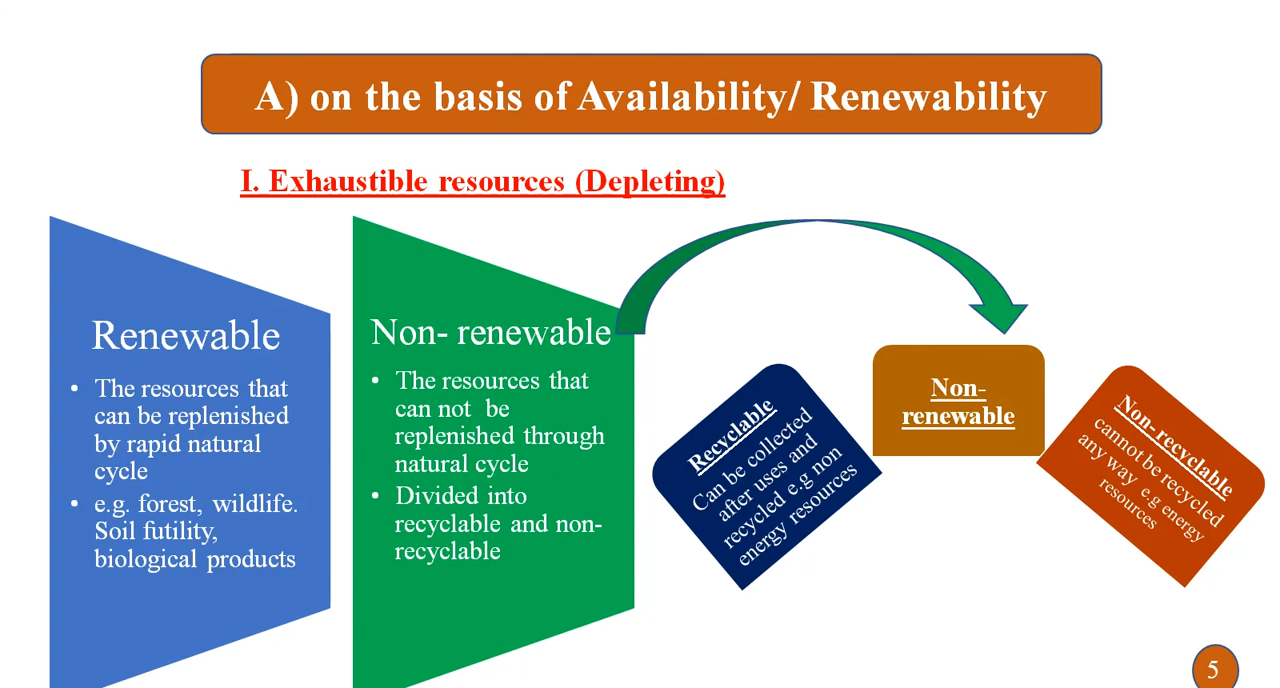 A) on the basis of Availability/ Renewability
I. Exhaustible resources (Depleting)
Renewable
• The resources that
can be replenished
by rapid natural
cycle
• e.g. forest, wildlife.
Soil futility,
biological products
Non- renewable
• The resources that
can not be
replenished through
natural cycle
• Divided into
recyclable and non-
recyclable
Recyclable
Can be collected
after uses and
recycled e.g non
energy resources
Non-
renewable
Non-recyclable
cannot be recycled
any way e.g energy
resources
5